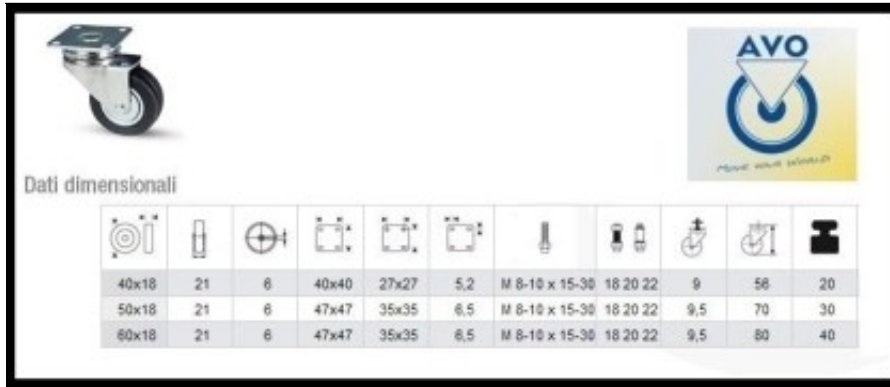 AVO
MOVE YOUR WORLD
Dati dimensionali
40x18 21 6 40x40 27x27 5,2 M 8-10 x 15-30 18 20 22 9 56 20
50x18 21 6 47x47 35x35 6,5 M 8-10 x 15-30 18 20 22 9,5 70 30
60x18 21 6 47x47 35x35 6,5 M 8-10 x 15-30 18 20 22 9,5 80 40